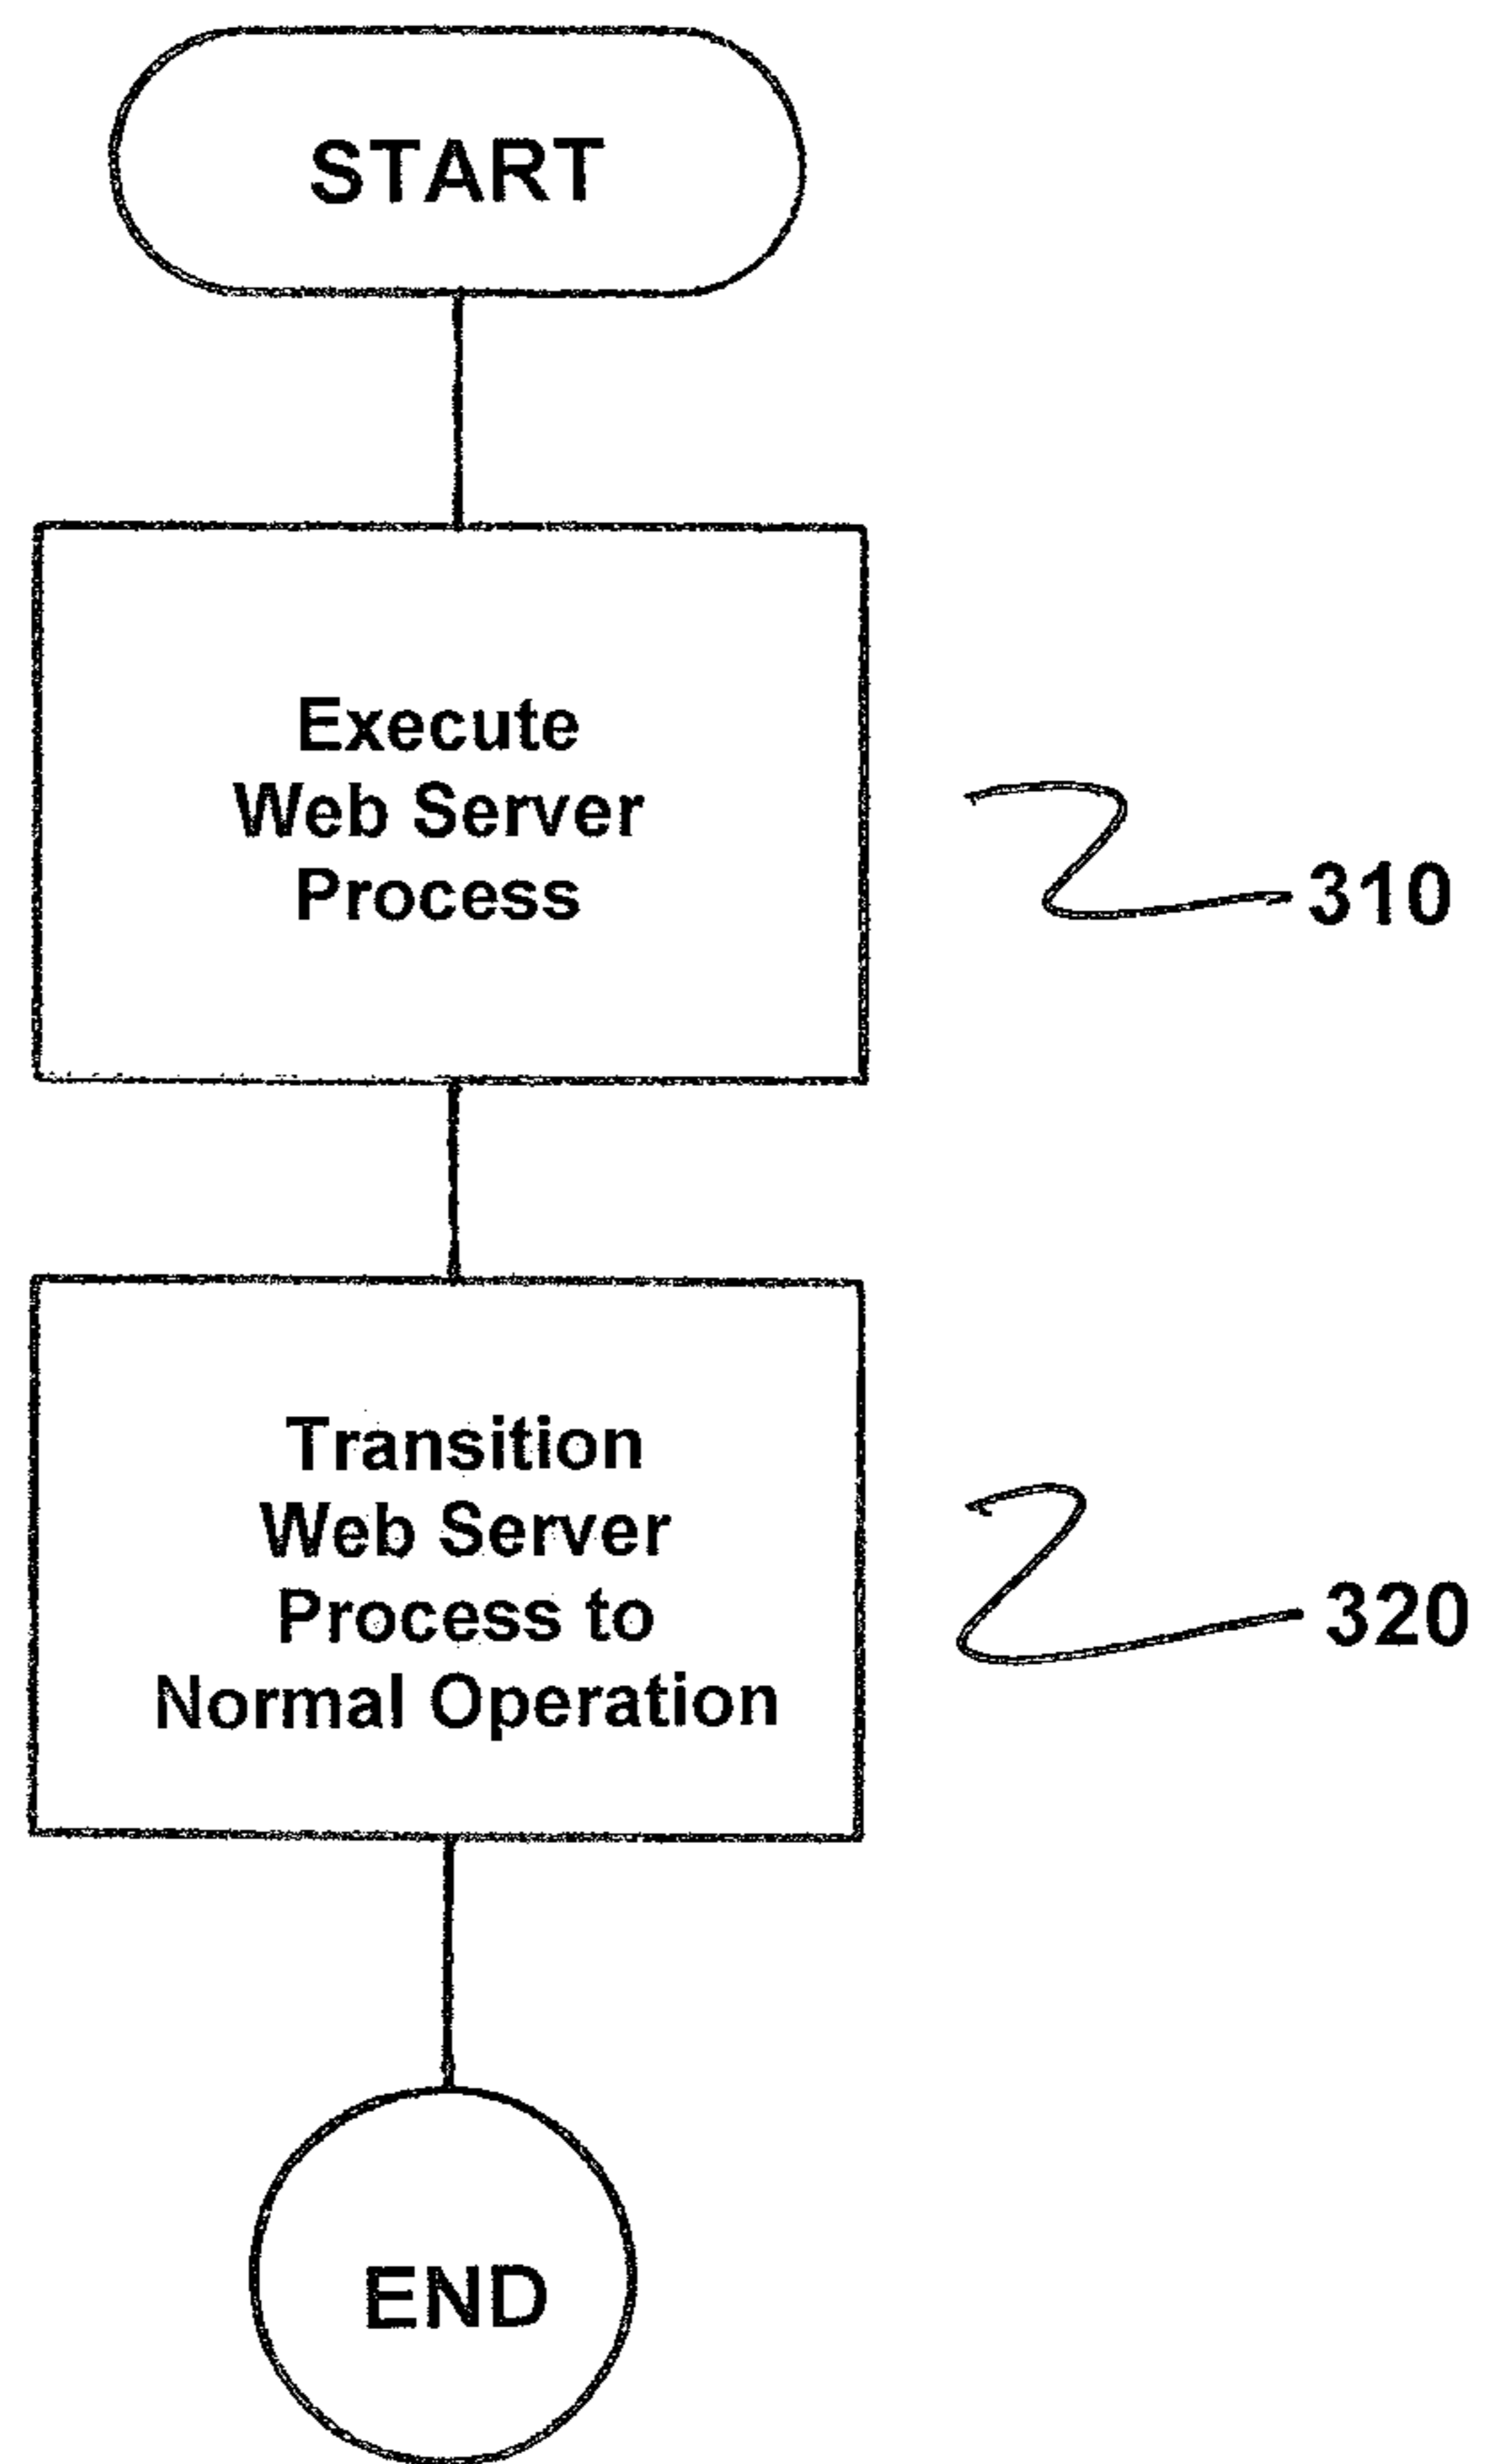 START
Execute
Web Server
Process
310
Transition
Web Server
Process to
Normal Operation
320
END